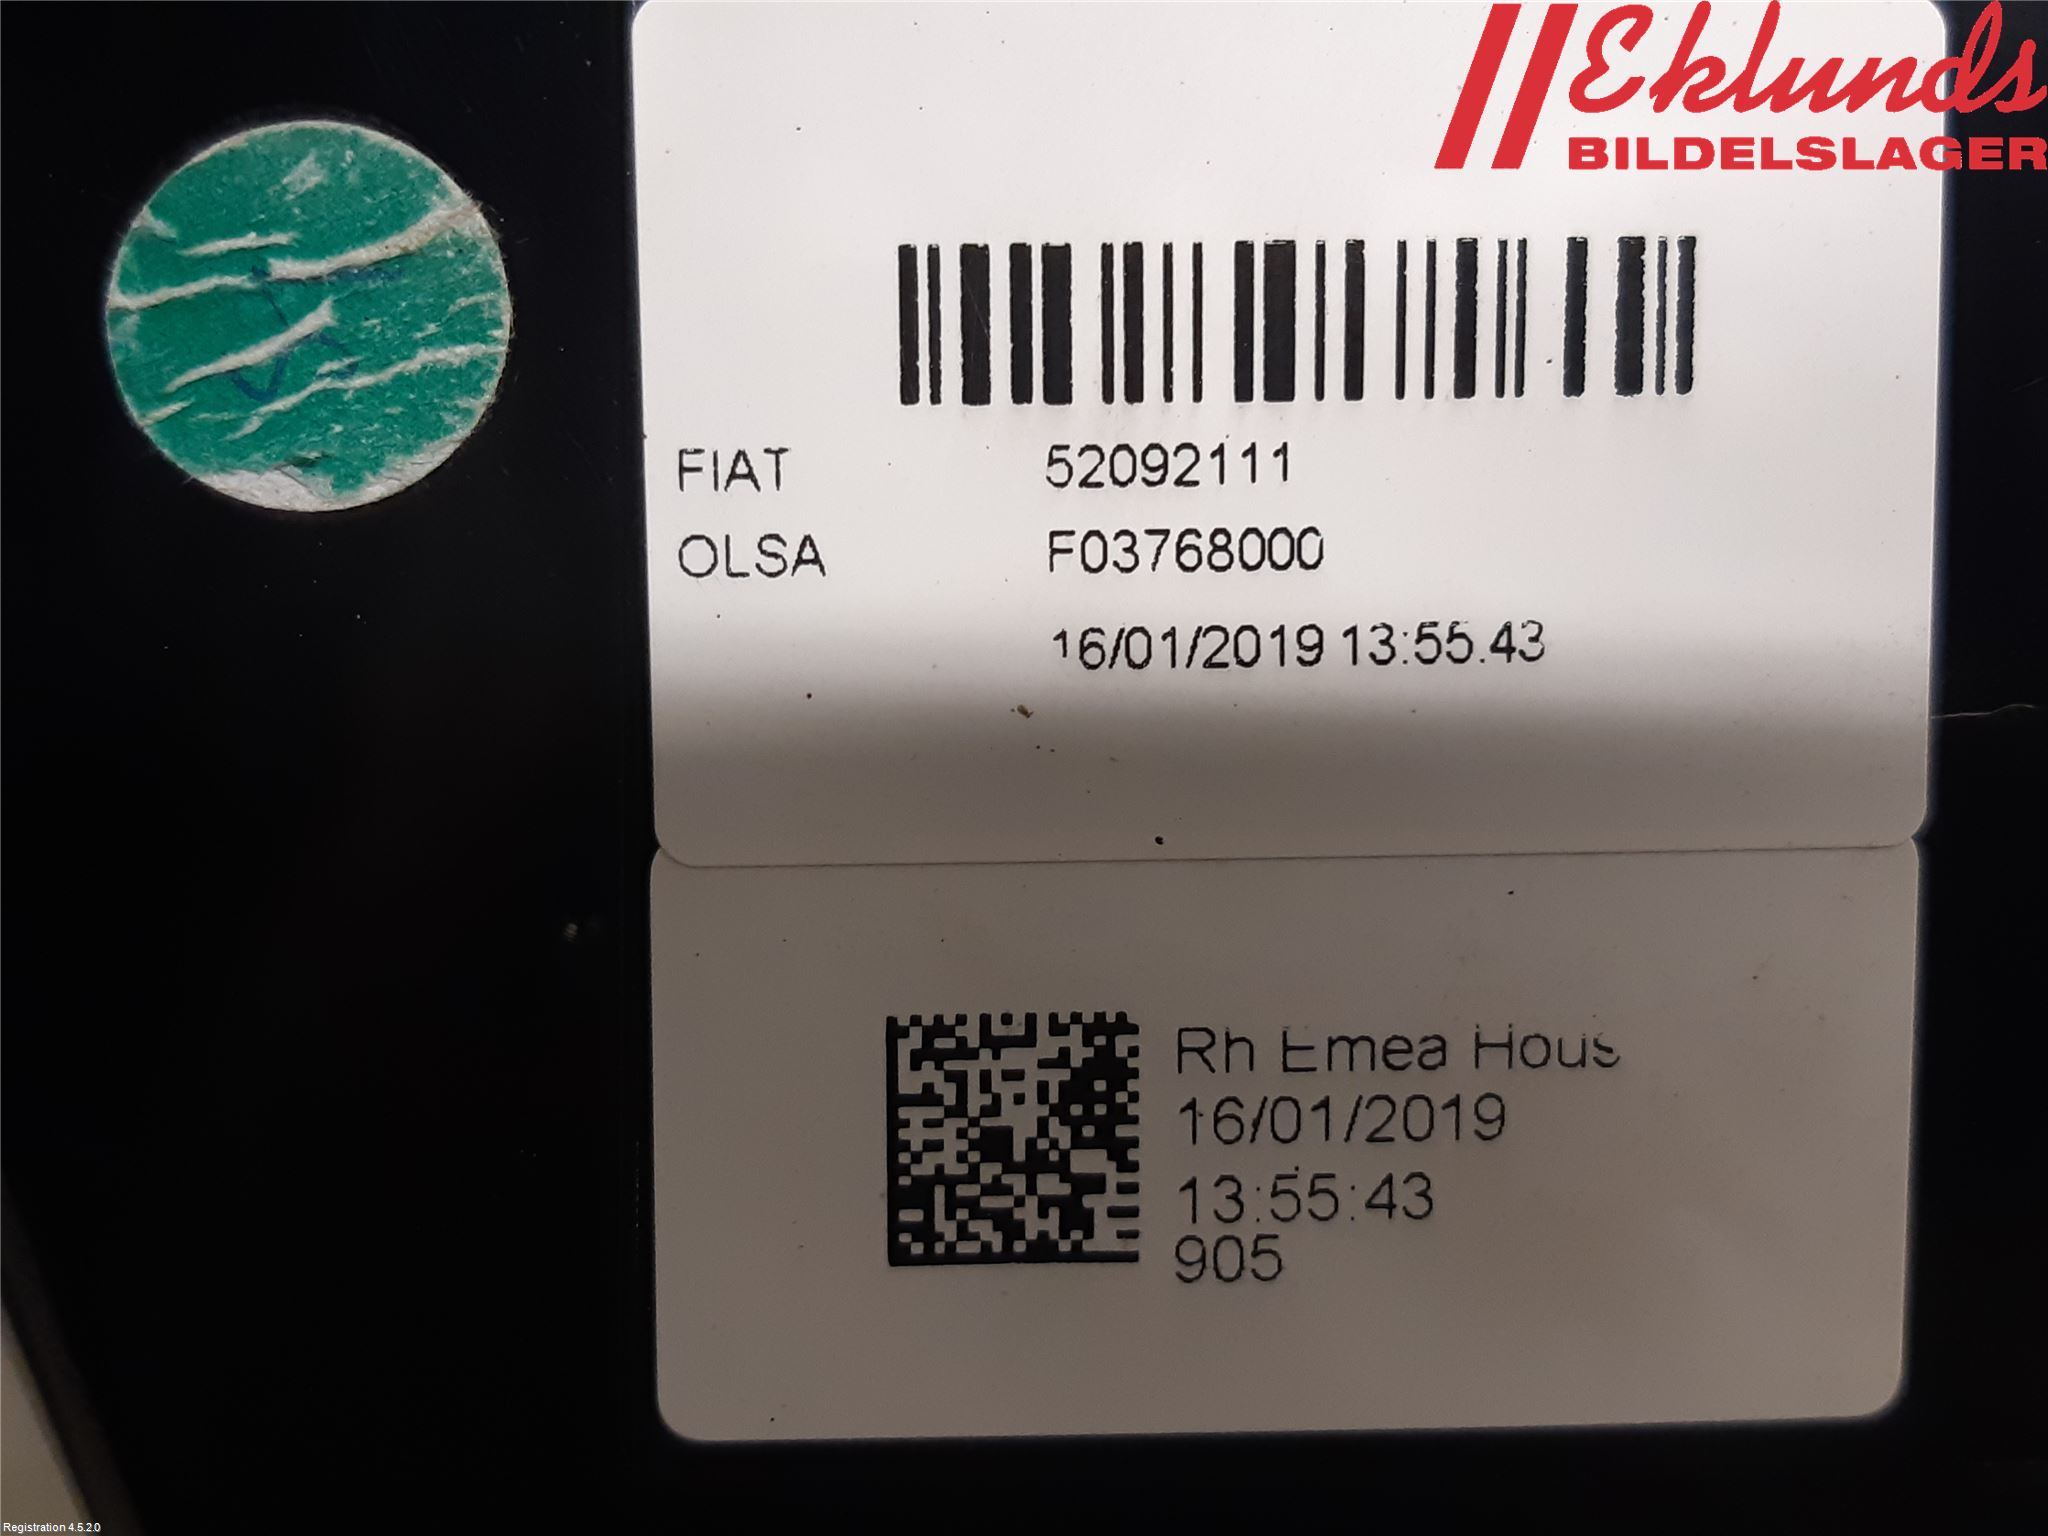 Eklunds
BILDELSLAGER
FIAT 52092111
OLSA F03768000
16/01/2019 13:55.43
Rh Emea Hous
16/01/2019
13:55:43
905
Registration 4.5.2.0